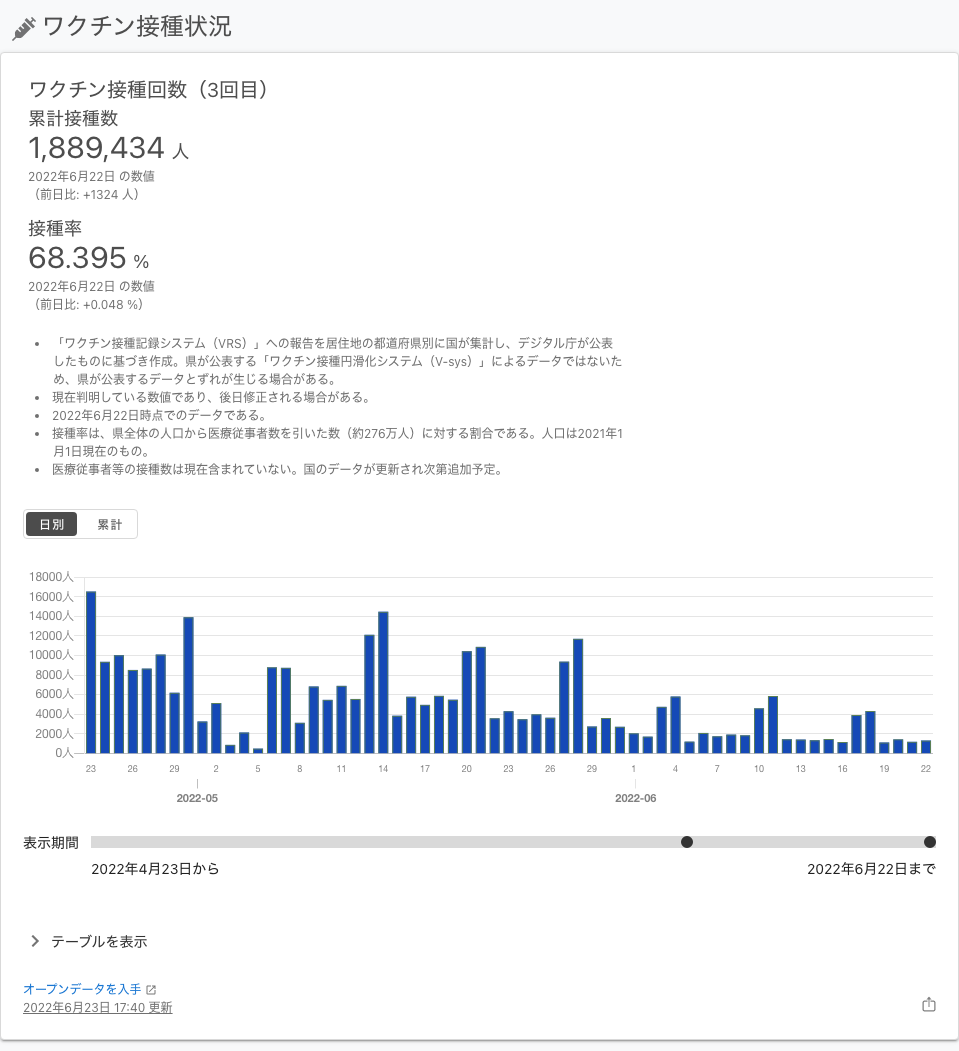 ワクチン接種状況
ワクチン接種回数（3回目）
累計接種数
1,889,434 人
2022年6月22日 の数値
（前日比: +1324 人）
接種率
68.395 %
2022年6月22日 の数値
（前日比: +0.048 %）
• 「ワクチン接種記録システム（VRS）」への報告を居住地の都道府県別に国が集計し、デジタル庁が公表
したものに基づき作成。県が公表する「ワクチン接種円滑化システム（V-sys）」によるデータではないた
め、県が公表するデータとずれが生じる場合がある。
• 現在判明している数値であり、後日修正される場合がある。
• 2022年6月22日時点でのデータである。
• 接種率は、県全体の人口から医療従事者数を引いた数（約276万人）に対する割合である。人口は2021年1
月1日現在のもの。
• 医療従事者等の接種数は現在含まれていない。国のデータが更新され次第追加予定。
日別 累計
18000人
16000人
14000人
12000人
10000人
8000人
6000人
4000人
2000人
0人
23 26 29 2 5 8 11 14 17 20 23 26 29 1 4 7 10 13 16 19 22
2022-05 2022-06
表示期間
2022年4月23日から 2022年6月22日まで
テーブルを表示
オープンデータを入手
2022年6月23日 17:40 更新